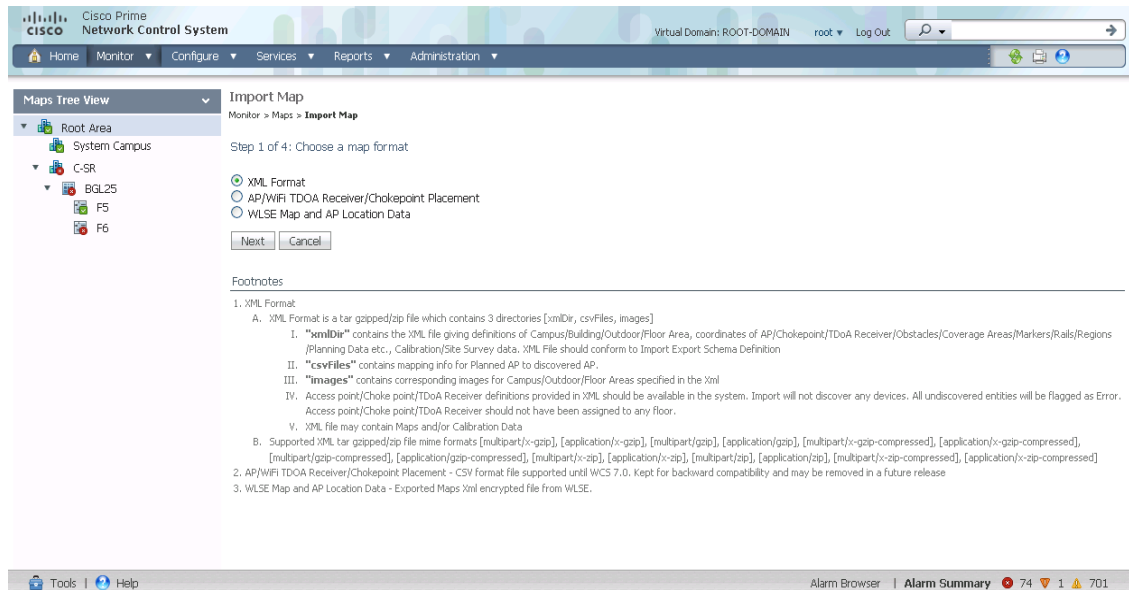 CISCO
Cisco Prime
Network Control System
Virtual Domain: ROOT-DOMAIN root Log Out
Home Monitor Configure Services Reports Administration
Maps Tree View
Root Area
System Campus
C-SR
BGL25
F5
F6
Import Map
Monitor > Maps > Import Map
Step 1 of 4: Choose a map format
XML Format
AP/WiFi TDOA Receiver/Chokepoint Placement
WLSE Map and AP Location Data
Next Cancel
Footnotes
1. XML Format
A. XML Format is a tar gzipped/zip file which contains 3 directories [xmlDir, csvFiles, images]
I. "xmlDir" contains the XML file giving definitions of Campus/Building/Outdoor/Floor Area, coordinates of AP/Chokepoint/TDoA Receiver/Obstacles/Coverage Areas/Markers/Rails/Regions
/Planning Data etc., Calibration/Site Survey data. XML File should conform to Import Export Schema Definition
II. "csvFiles" contains mapping info for Planned AP to discovered AP.
III. "images" contains corresponding images for Campus/Outdoor/Floor Areas specified in the Xml
IV. Access point/Choke point/TDoA Receiver definitions provided in XML should be available in the system. Import will not discover any devices. All undiscovered entities will be flagged as Error.
Access point/Choke point/TDoA Receiver should not have been assigned to any floor.
V. XML file may contain Maps and/or Calibration Data
B. Supported XML tar gzipped/zip file mime formats [multipart/x-gzip], [application/x-gzip], [multipart/gzip], [application/gzip], [multipart/x-gzip-compressed], [application/x-gzip-compressed],
[multipart/gzip-compressed], [application/gzip-compressed], [multipart/x-zip], [application/x-zip], [multipart/zip], [application/zip], [multipart/x-zip-compressed], [application/x-zip-compressed]
2. AP/WiFi TDOA Receiver/Chokepoint Placement - CSV format file supported until WCS 7.0. Kept for backward compatibility and may be removed in a future release
3. WLSE Map and AP Location Data - Exported Maps Xml encrypted file from WLSE.
Tools | Help
Alarm Browser | Alarm Summary 74 1 701